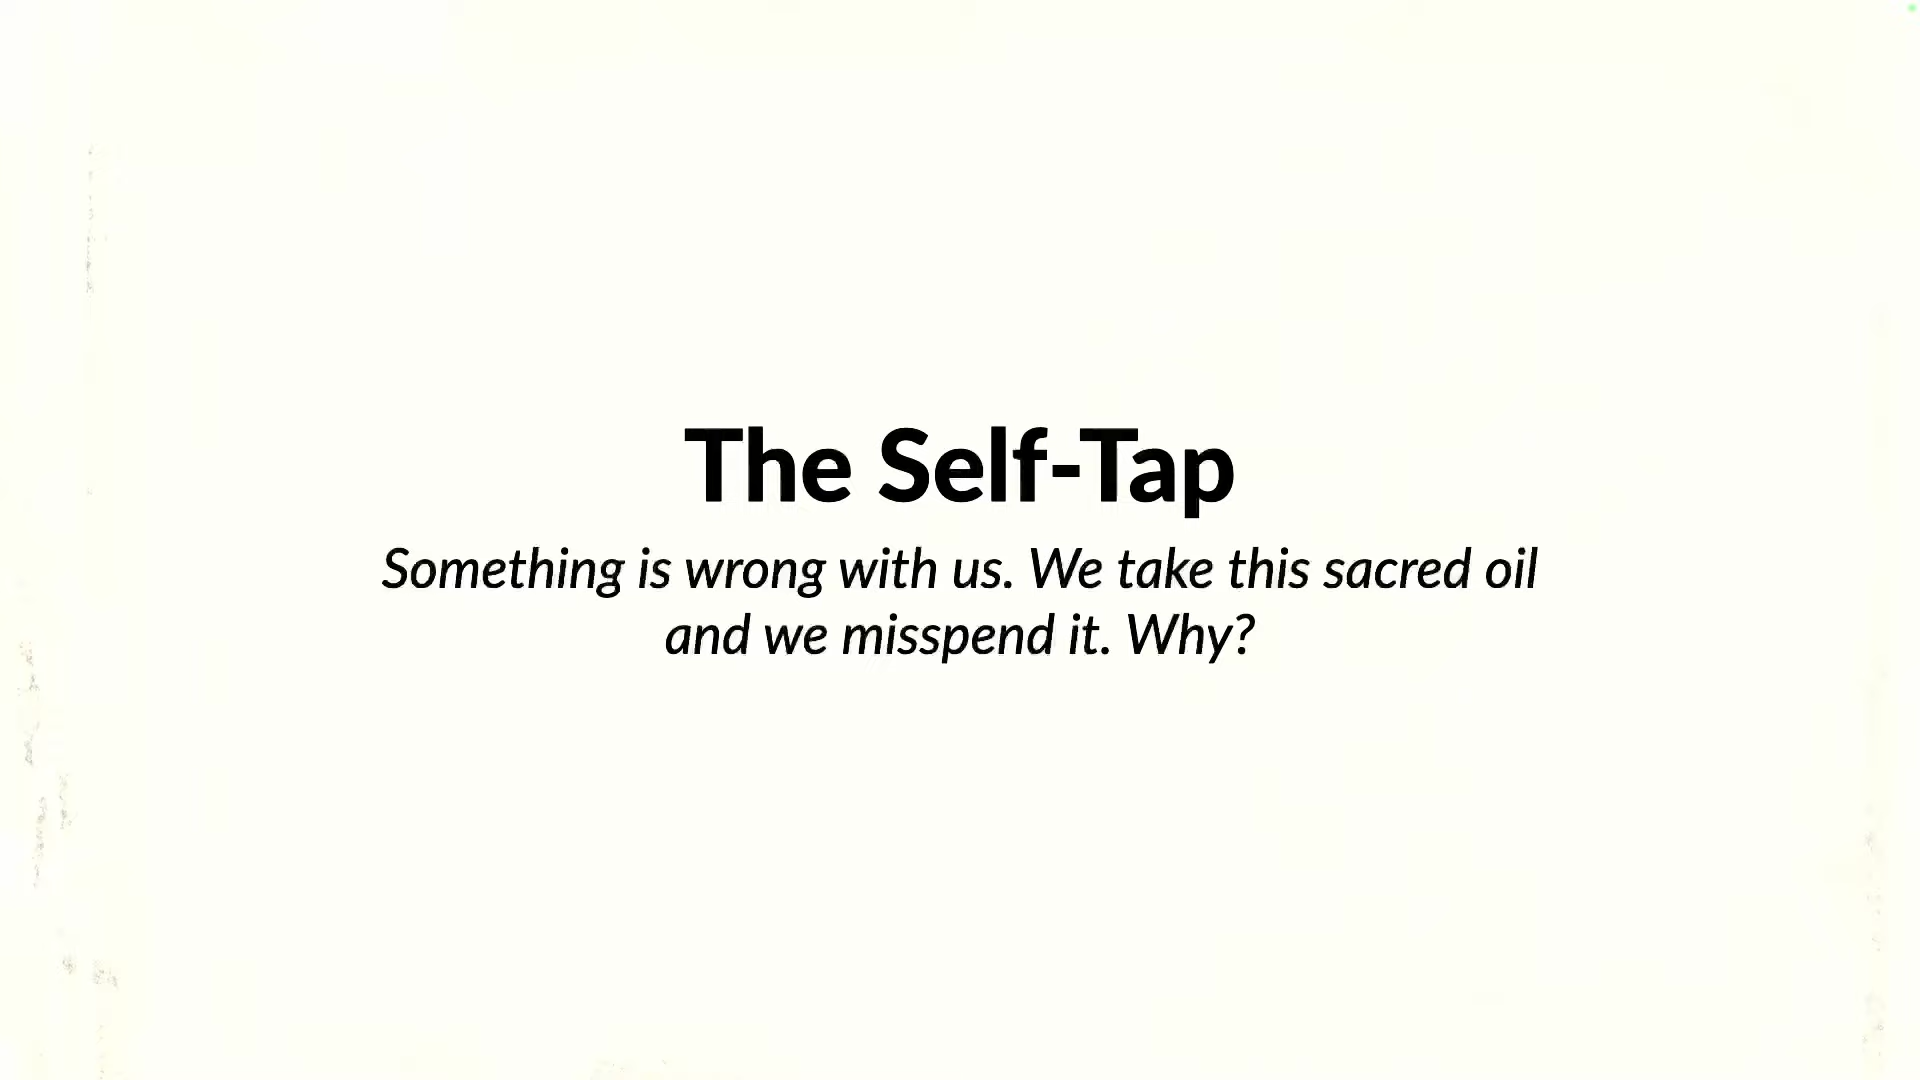 The Self-Tap
Something is wrong with us. We take this sacred oil
and we misspend it. Why?